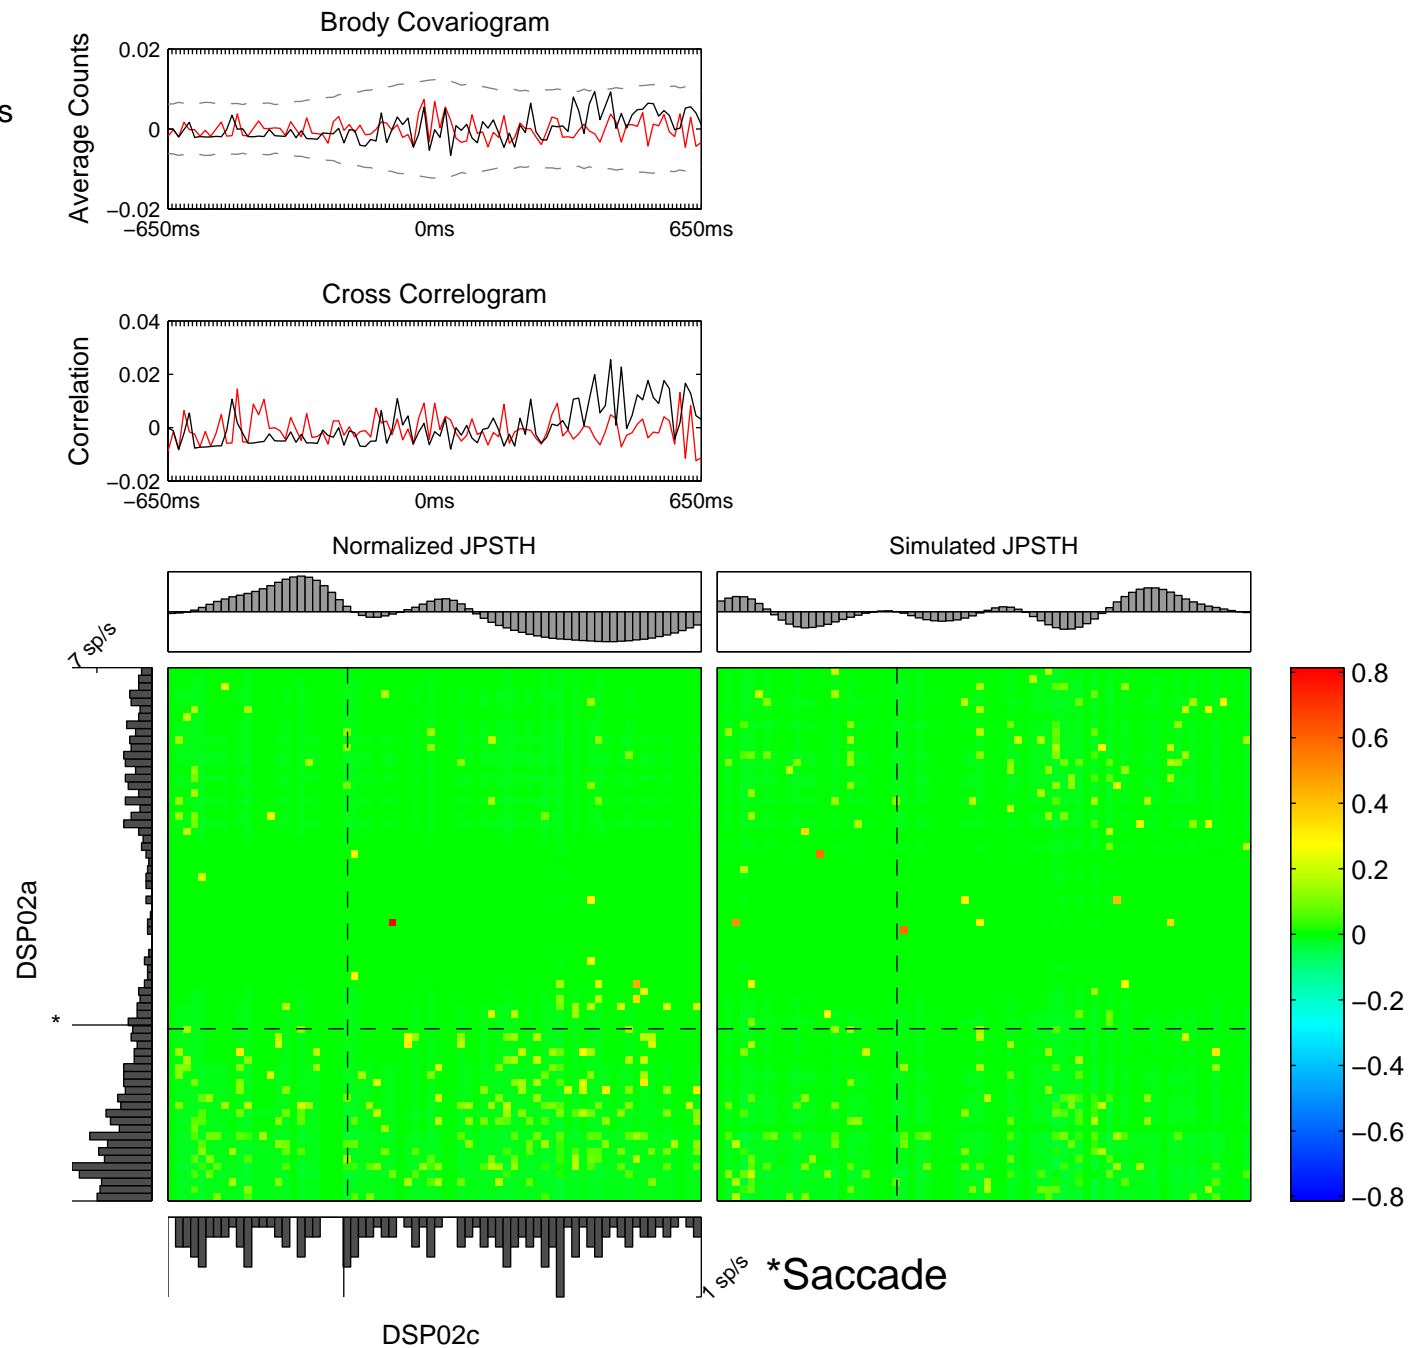 Brody Covariogram
s
Average Counts
0.02
0
−0.02
−650ms
0ms
650ms
Cross Correlogram
Correlation
0.04
0.02
0
−0.02
−650ms
0ms
650ms
Normalized JPSTH
Simulated JPSTH
7 sp/s
DSP02a
*
0.8
0.6
0.4
0.2
0
−0.2
−0.4
−0.6
−0.8
1 sp/s
*Saccade
DSP02c